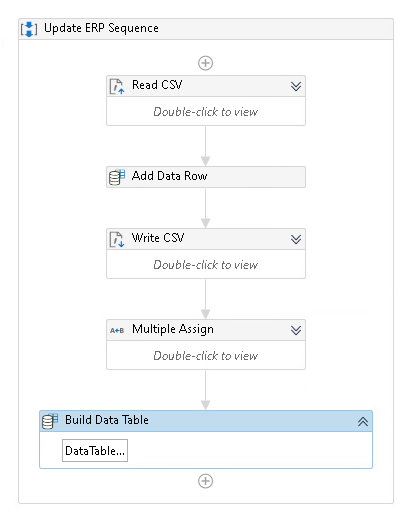 Update ERP Sequence
Read CSV
Double-click to view
Add Data Row
Write CSV
Double-click to view
A←B Multiple Assign
Double-click to view
Build Data Table
DataTable...